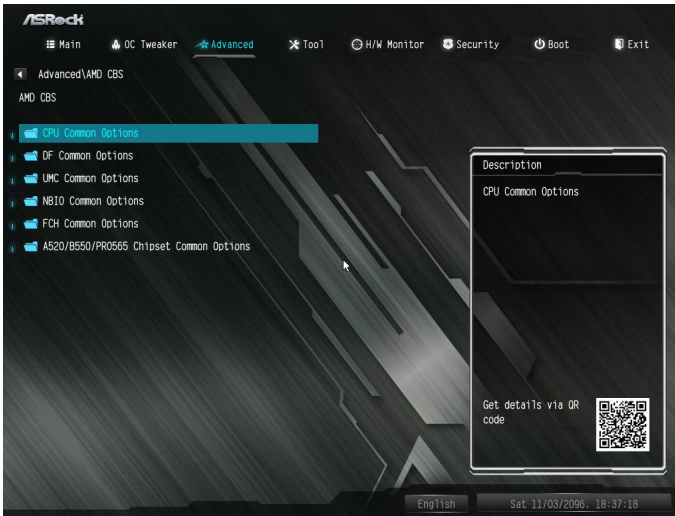 ASRock
Main OC Tweaker Advanced Tool H/W Monitor Security Boot Exit
Advanced\AMD CBS
AMD CBS
CPU Common Options
DF Common Options
UMC Common Options
NBIO Common Options
FCH Common Options
A520/B550/PRO565 Chipset Common Options
Description
CPU Common Options
Get details via QR
code
English Sat 11/03/2096. 18:37:18